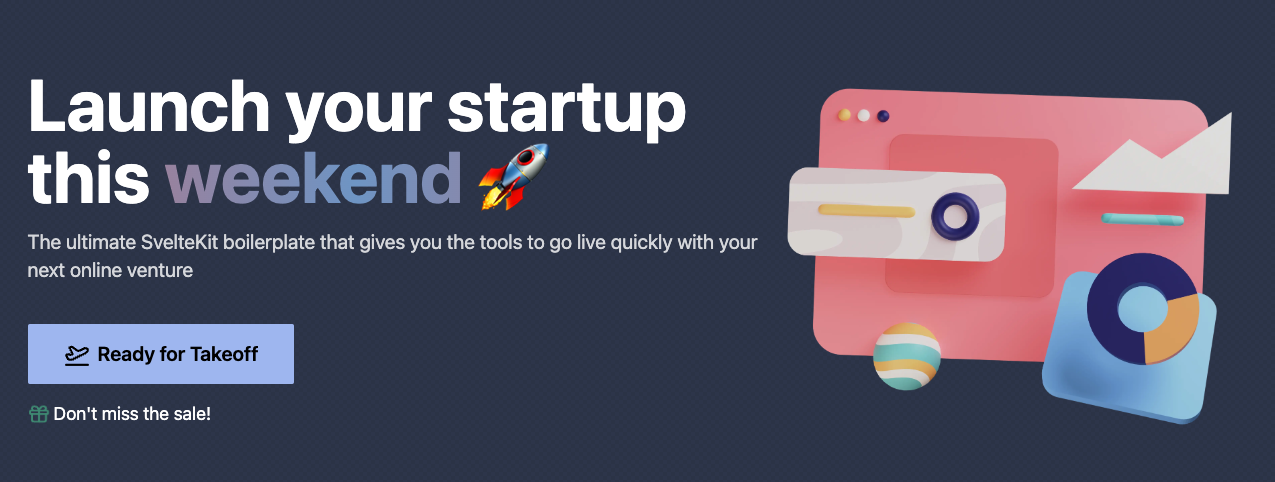 Launch your startup
this weekend 🚀
The ultimate SvelteKit boilerplate that gives you the tools to go live quickly with your
next online venture
Ready for Takeoff
Don't miss the sale!